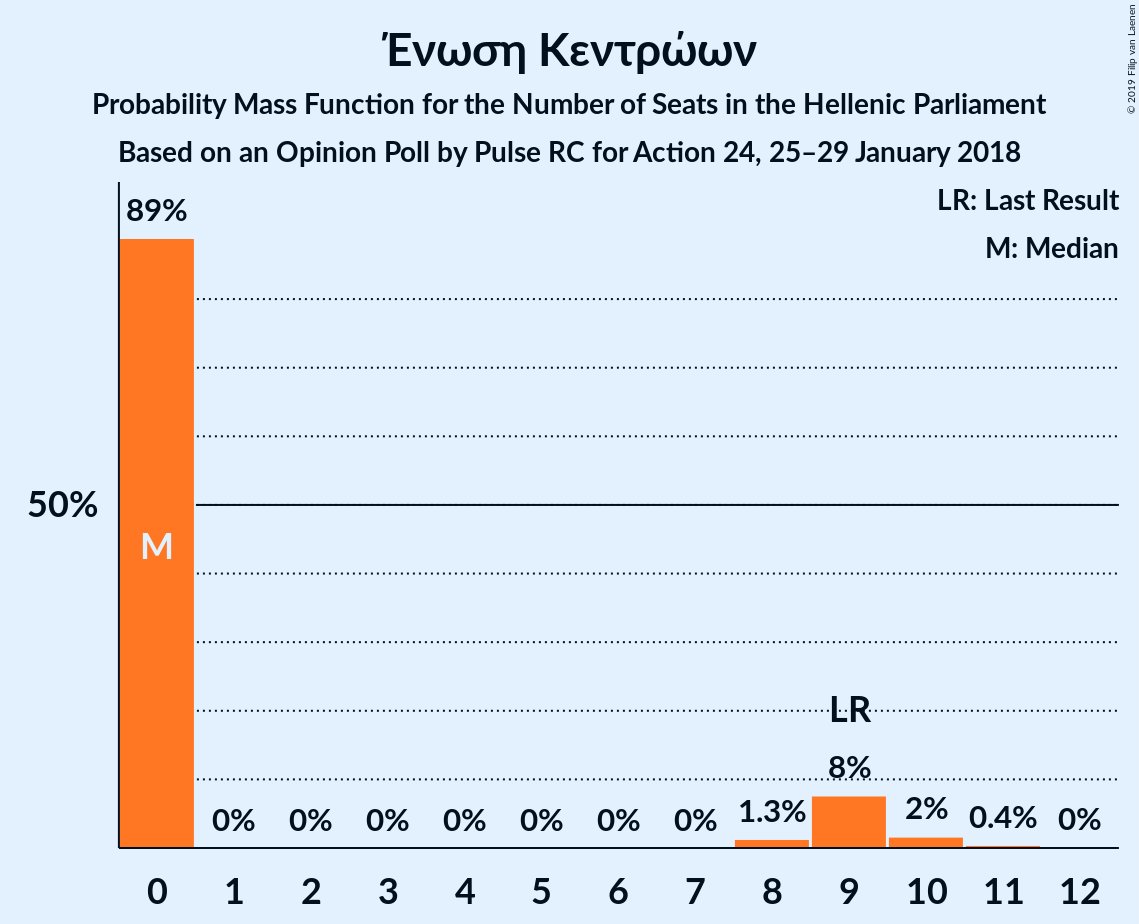 Ένωση Κεντρώων
Probability Mass Function for the Number of Seats in the Hellenic Parliament
Based on an Opinion Poll by Pulse RC for Action 24, 25–29 January 2018
© 2019 Filip van Laenen
LR: Last Result
M: Median
89%
50%
M
LR
8%
0% 0% 0% 0% 0% 0% 0% 1.3% 2% 0.4% 0%
0 1 2 3 4 5 6 7 8 9 10 11 12